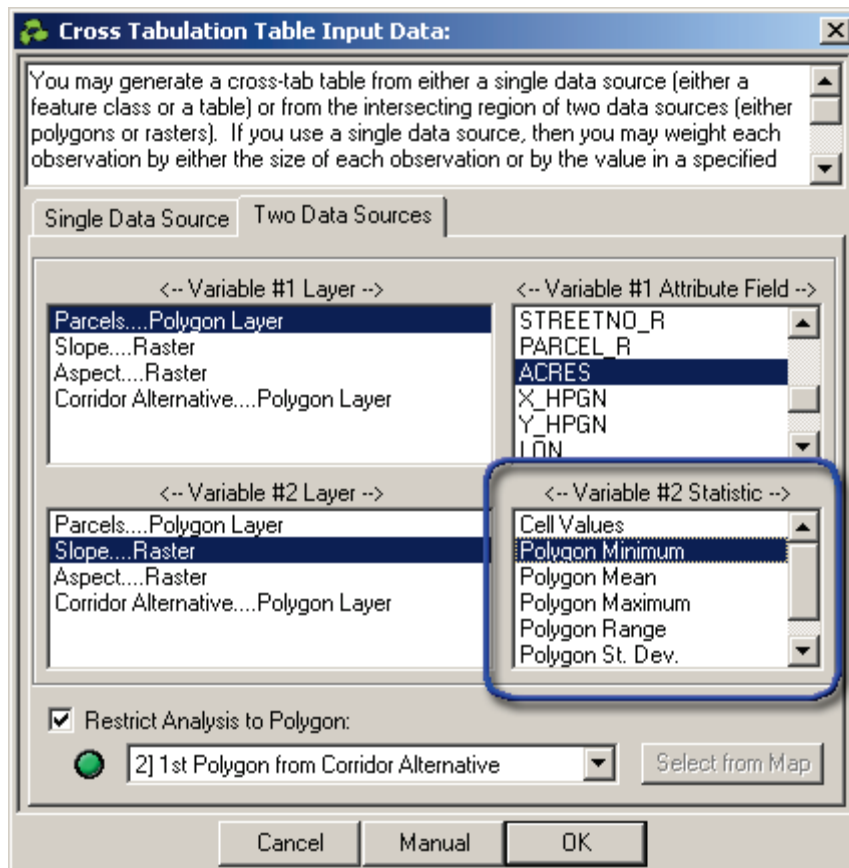 Cross Tabulation Table Input Data:
You may generate a cross-tab table from either a single data source (either a
feature class or a table) or from the intersecting region of two data sources (either
polygons or rasters). If you use a single data source, then you may weight each
observation by either the size of each observation or by the value in a specified
Single Data Source
Two Data Sources
<-- Variable #1 Layer -->
Parcels....Polygon Layer
Slope....Raster
Aspect....Raster
Corridor Alternative....Polygon Layer
<-- Variable #1 Attribute Field -->
STREETNO_R
PARCEL_R
ACRES
X_HPGN
Y_HPGN
LON
<-- Variable #2 Layer -->
Parcels....Polygon Layer
Slope....Raster
Aspect....Raster
Corridor Alternative....Polygon Layer
<-- Variable #2 Statistic -->
Cell Values
Polygon Minimum
Polygon Mean
Polygon Maximum
Polygon Range
Polygon St. Dev.
Restrict Analysis to Polygon:
2] 1st Polygon from Corridor Alternative
Select from Map
Cancel
Manual
OK